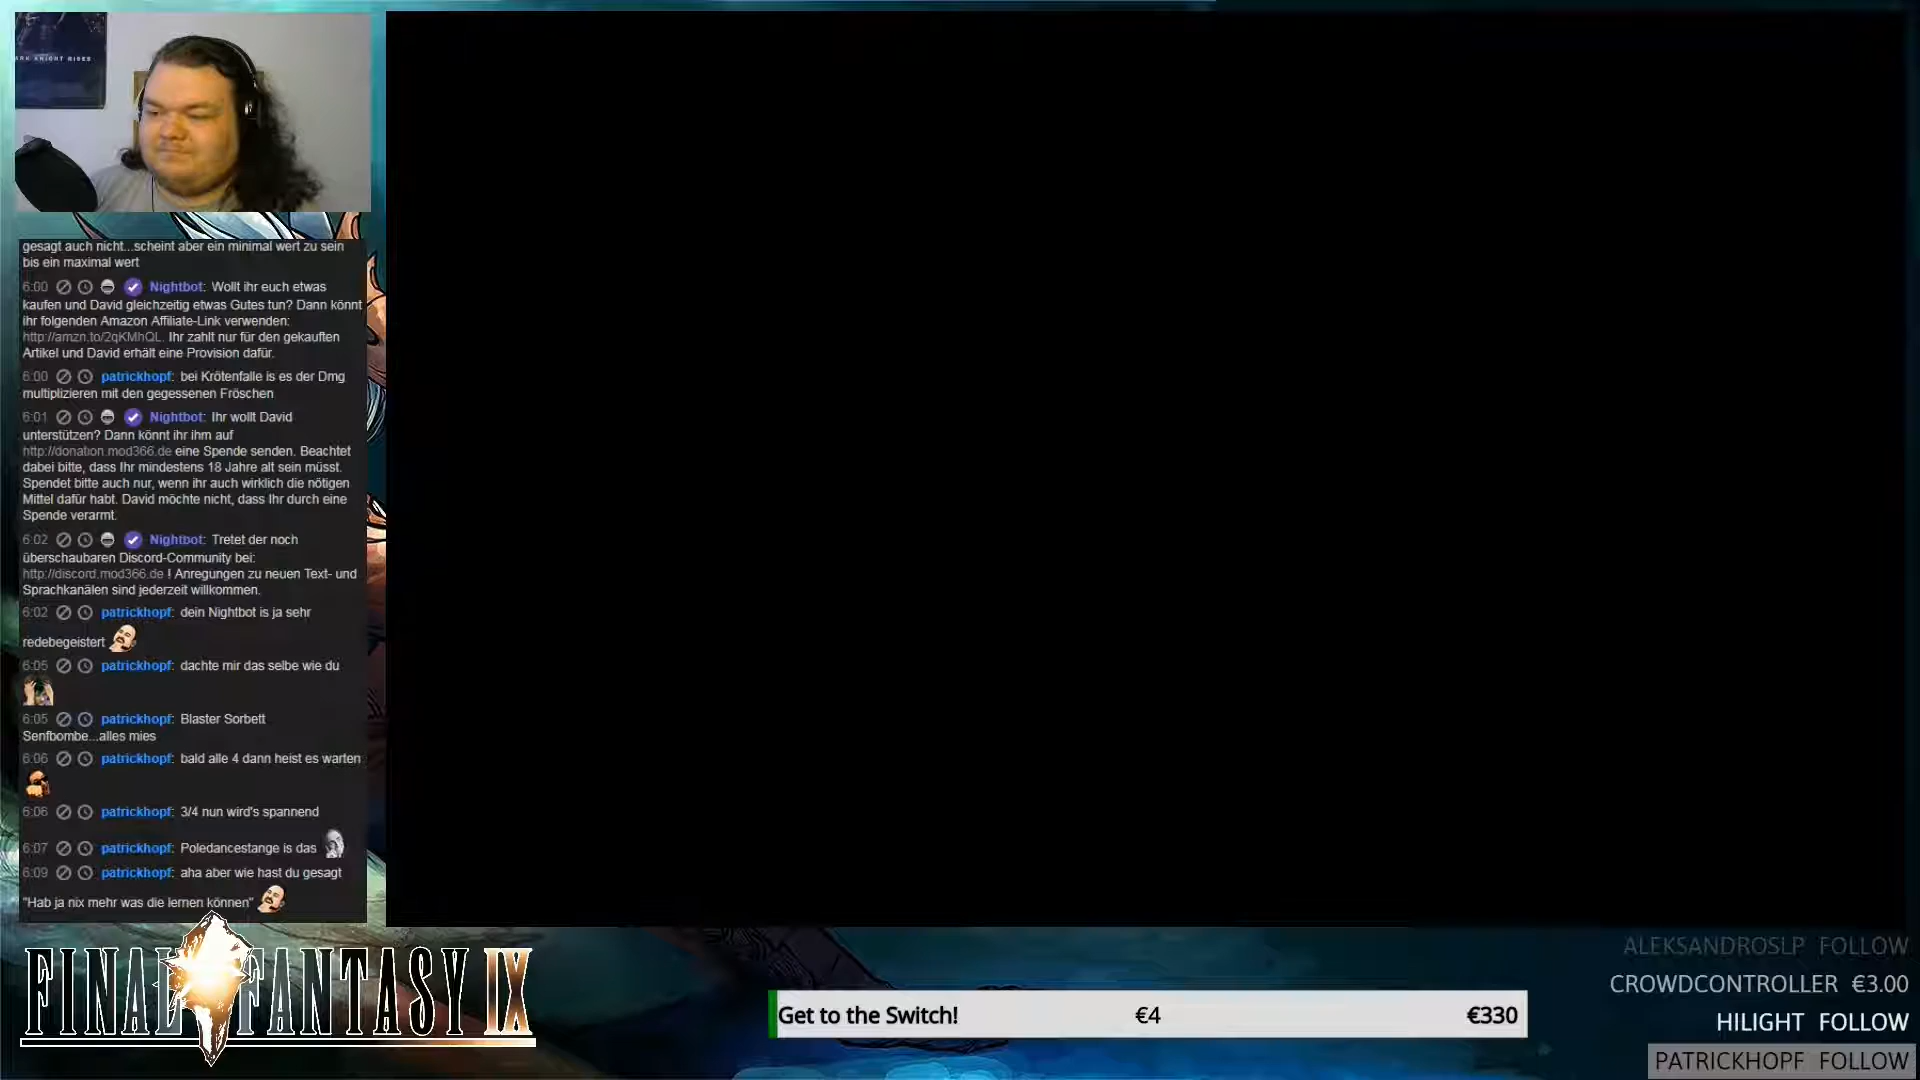 ARK KNIGHT RISES
gesagt auch nicht...scheint aber ein minimal wert zu sein
bis ein maximal wert
6:00 Nightbot: Wollt ihr euch etwas
kaufen und David gleichzeitig etwas Gutes tun? Dann könnt
ihr folgenden Amazon Affiliate-Link verwenden:
http://amzn.to/2qKMhQL. Ihr zahlt nur für den gekauften
Artikel und David erhält eine Provision dafür.
6:00 patrickhopf: bei Krötenfalle is es der Dmg
multiplizieren mit den gegessenen Fröschen
6:01 Nightbot: Ihr wollt David
unterstützen? Dann könnt ihr ihm auf
http://donation.mod366.de eine Spende senden. Beachtet
dabei bitte, dass Ihr mindestens 18 Jahre alt sein müsst.
Spendet bitte auch nur, wenn ihr auch wirklich die nötigen
Mittel dafür habt. David möchte nicht, dass Ihr durch eine
Spende verarmt.
6:02 Nightbot: Tretet der noch
überschaubaren Discord-Community bei:
http://discord.mod366.de ! Anregungen zu neuen Text- und
Sprachkanälen sind jederzeit willkommen.
6:02 patrickhopf: dein Nightbot is ja sehr
redebegeistert
6:05 patrickhopf: dachte mir das selbe wie du
6:05 patrickhopf: Blaster Sorbett
Senfbombe...alles mies
6:06 patrickhopf: bald alle 4 dann heist es warten
6:06 patrickhopf: 3/4 nun wird's spannend
6:07 patrickhopf: Poledancestange is das
6:09 patrickhopf: aha aber wie hast du gesagt
"Hab ja nix mehr was die lernen können"
FINAL FANTASY IX
Get to the Switch! €4 €330
ALEKSANDROSLP FOLLOW
CROWDCONTROLLER €3.00
HILIGHT FOLLOW
PATRICKHOPF FOLLOW